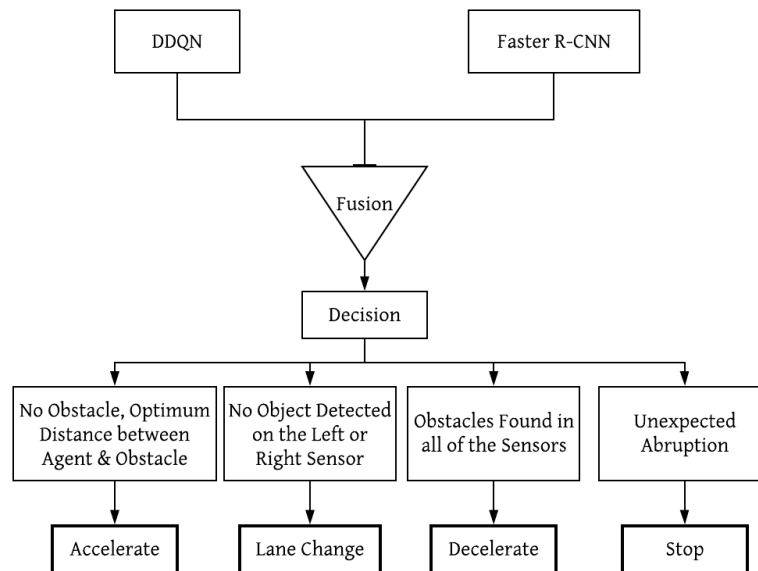 DDQN
Faster R-CNN
Fusion
Decision
No Obstacle, Optimum
Distance between
Agent & Obstacle
No Object Detected
on the Left or
Right Sensor
Obstacles Found in
all of the Sensors
Unexpected
Abruption
Accelerate
Lane Change
Decelerate
Stop